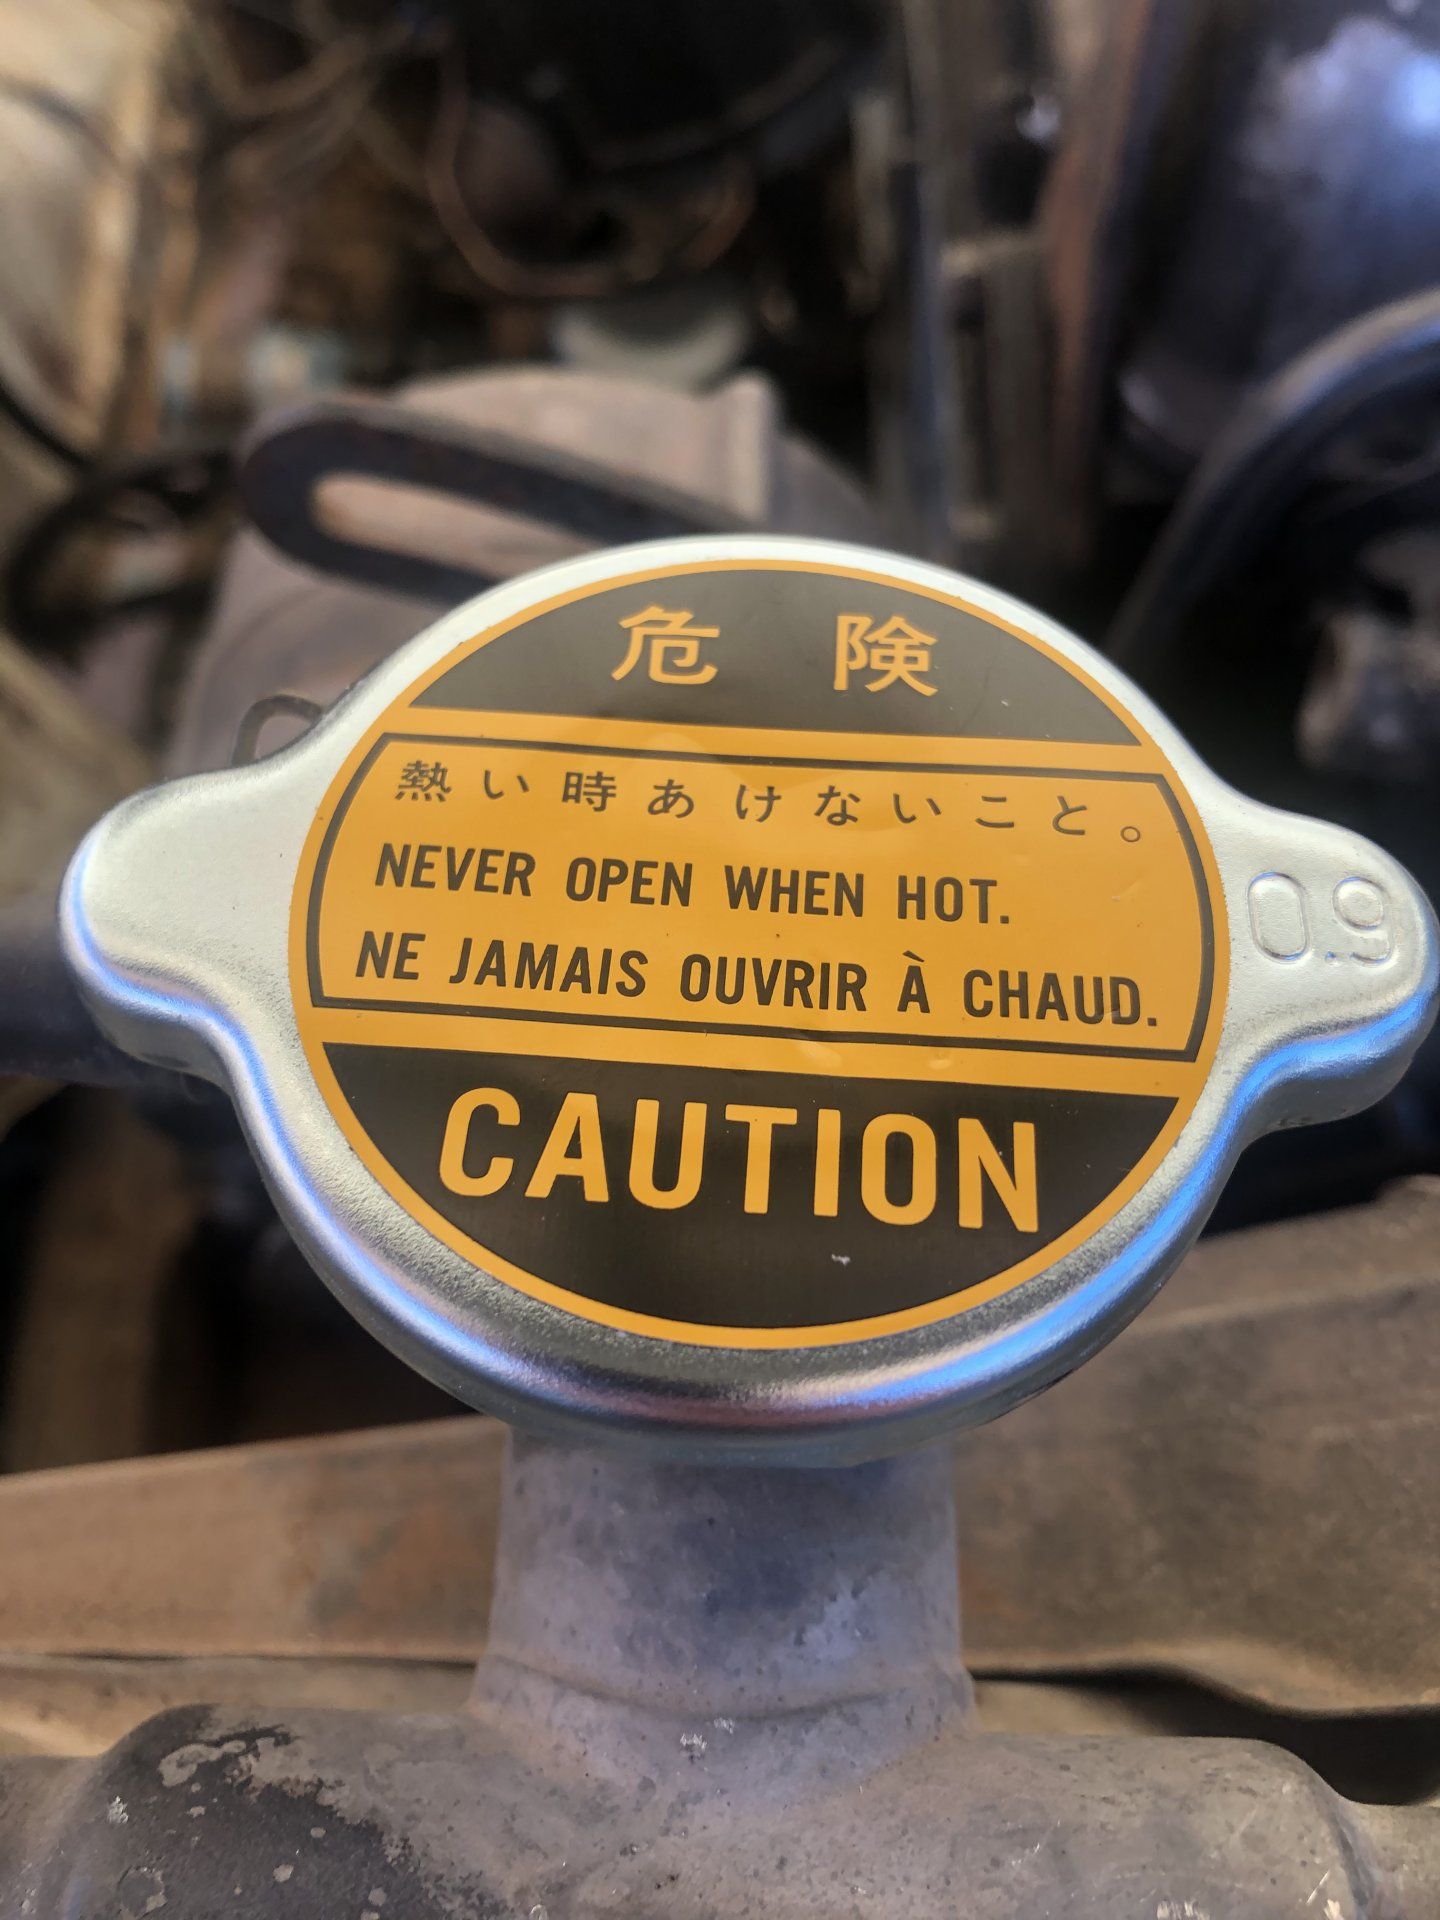 危険
熱い時あけないこと。
NEVER OPEN WHEN HOT.
NE JAMAIS OUVRIR À CHAUD.
0.9
CAUTION